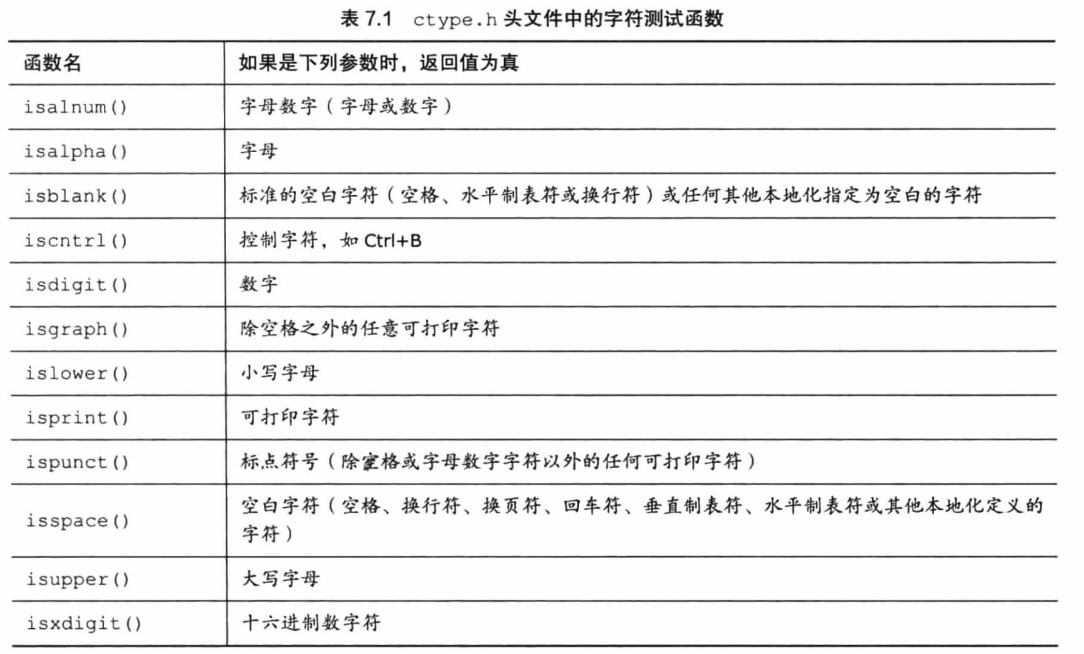 表 7.1 ctype.h 头文件中的字符测试函数
函数名 如果是下列参数时，返回值为真
isalnum() 字母数字（字母或数字）
isalpha() 字母
isblank() 标准的空白字符（空格、水平制表符或换行符）或任何其他本地化指定为空白的字符
iscntrl() 控制字符，如 Ctrl+B
isdigit() 数字
isgraph() 除空格之外的任意可打印字符
islower() 小写字母
isprint() 可打印字符
ispunct() 标点符号（除空格或字母数字字符以外的任何可打印字符）
isspace() 空白字符（空格、换行符、换页符、回车符、垂直制表符、水平制表符或其他本地化定义的
字符）
isupper() 大写字母
isxdigit() 十六进制数字符